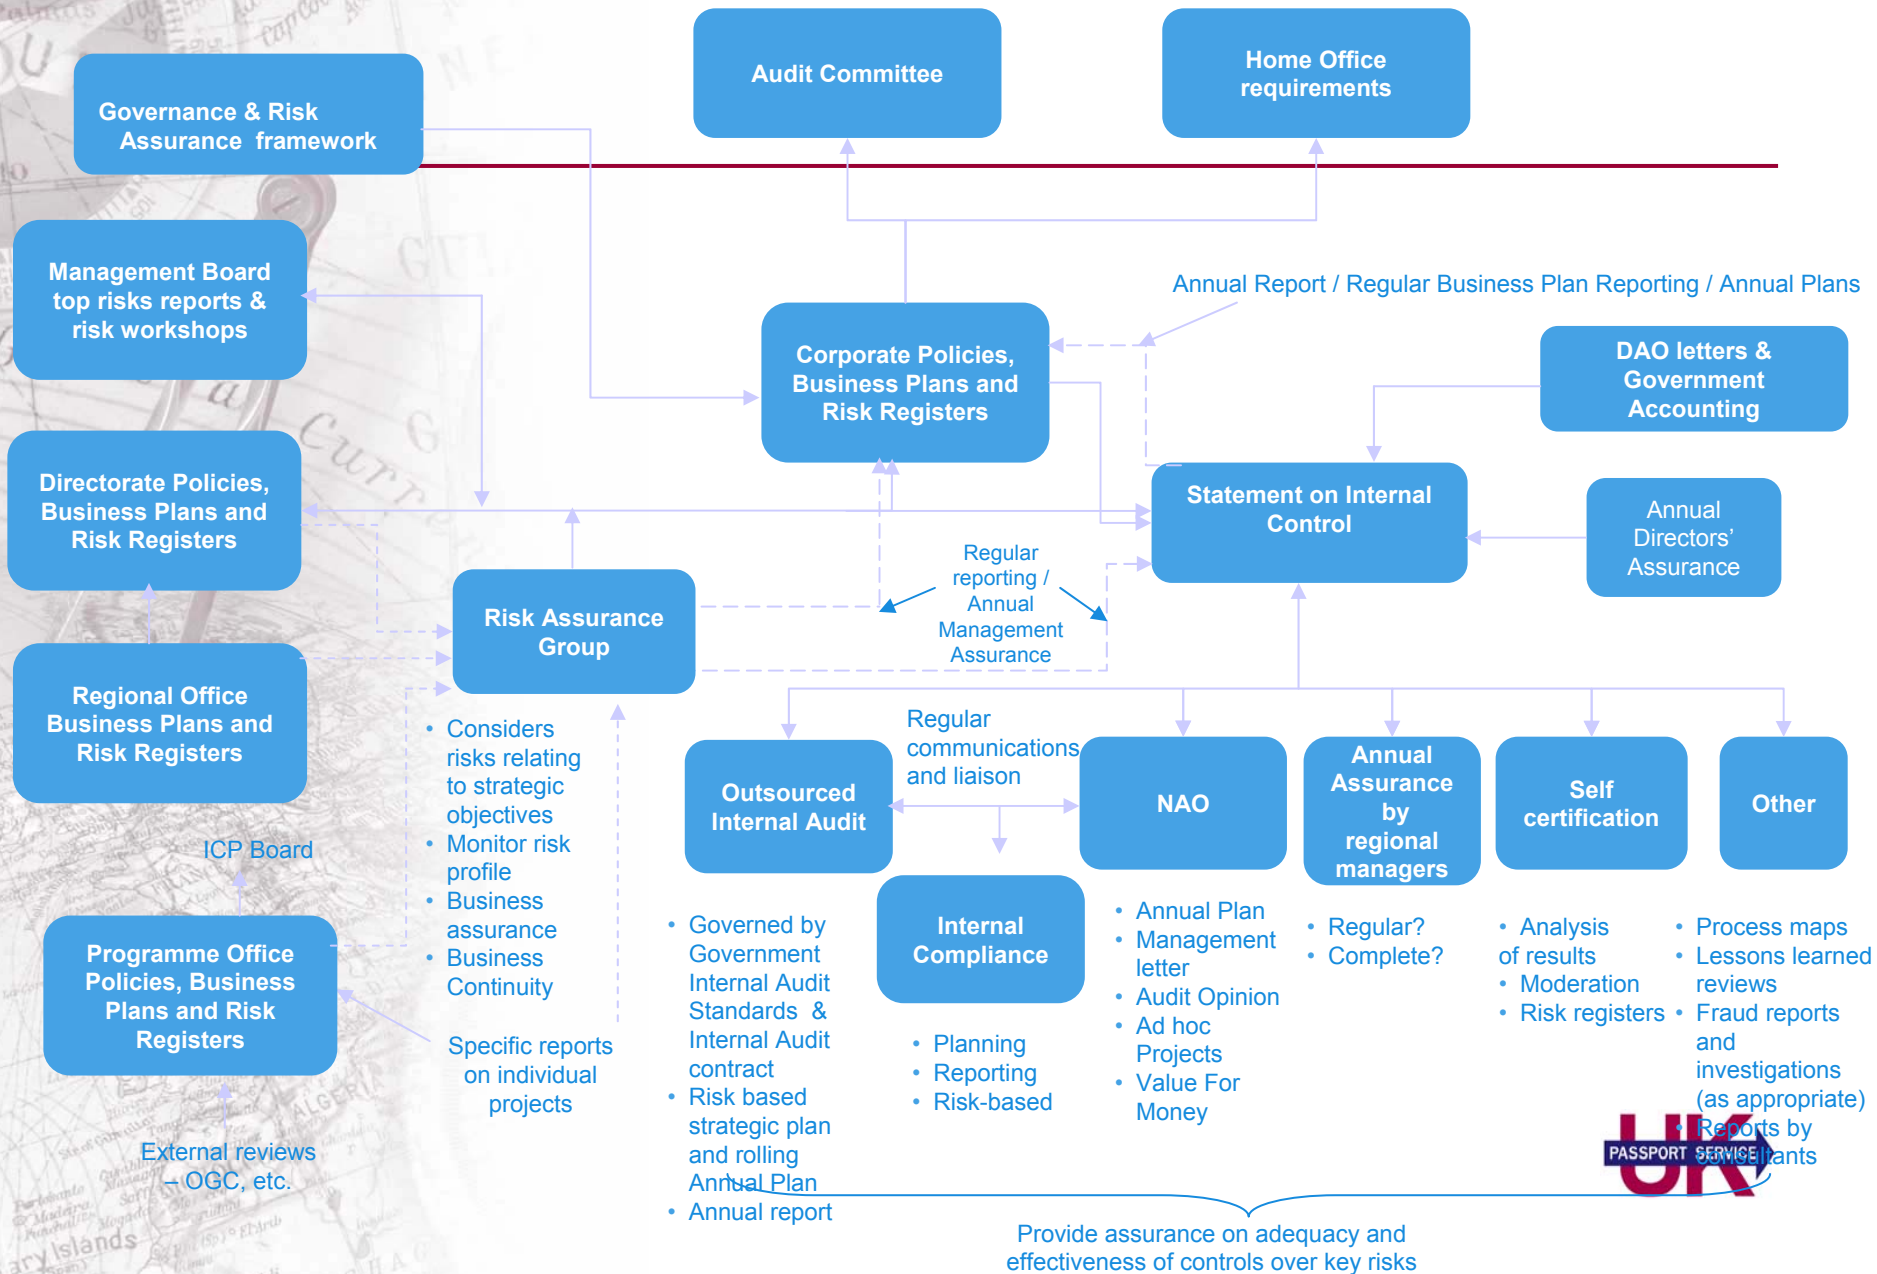 Governance & Risk
Assurance framework
Audit Committee
Home Office
requirements
Management Board
top risks reports &
risk workshops
Annual Report / Regular Business Plan Reporting / Annual Plans
Corporate Policies,
Business Plans and
Risk Registers
DAO letters &
Government
Accounting
Directorate Policies,
Business Plans and
Risk Registers
Statement on Internal
Control
Annual
Directors’
Assurance
Regular
reporting /
Annual
Management
Assurance
Risk Assurance
Group
Regional Office
Business Plans and
Risk Registers
• Considers
risks relating
to strategic
objectives
• Monitor risk
profile
• Business
assurance
• Business
Continuity
Regular
communications
and liaison
Outsourced
Internal Audit
NAO
Annual
Assurance
by
regional
managers
Self
certification
Other
ICP Board
Internal
Compliance
Programme Office
Policies, Business
Plans and Risk
Registers
• Governed by
Government
Internal Audit
Standards &
Internal Audit
contract
• Risk based
strategic plan
and rolling
Annual Plan
• Annual report
• Planning
• Reporting
• Risk-based
• Annual Plan
• Management
letter
• Audit Opinion
• Ad hoc
Projects
• Value For
Money
• Regular?
• Complete?
• Analysis
of results
• Moderation
• Risk registers
• Process maps
• Lessons learned
reviews
• Fraud reports
and
investigations
(as appropriate)
• Reports by
consultants
Specific reports
on individual
projects
External reviews
– OGC, etc.
UK
PASSPORT SERVICE
Provide assurance on adequacy and
effectiveness of controls over key risks